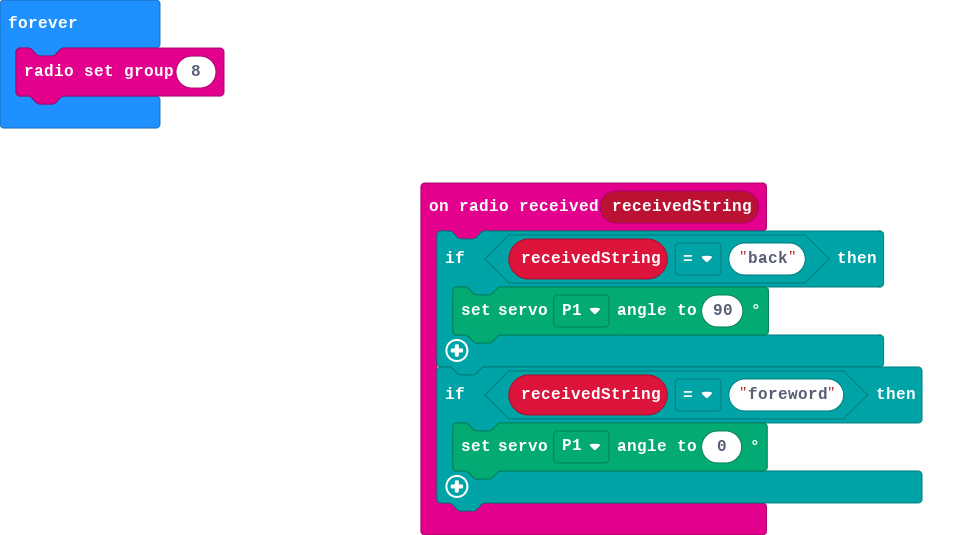 forever
radio set group 8
on radio received receivedString
if receivedString = "back" then
set servo P1 angle to 90 °
if receivedString = "foreword" then
set servo P1 angle to 0 °